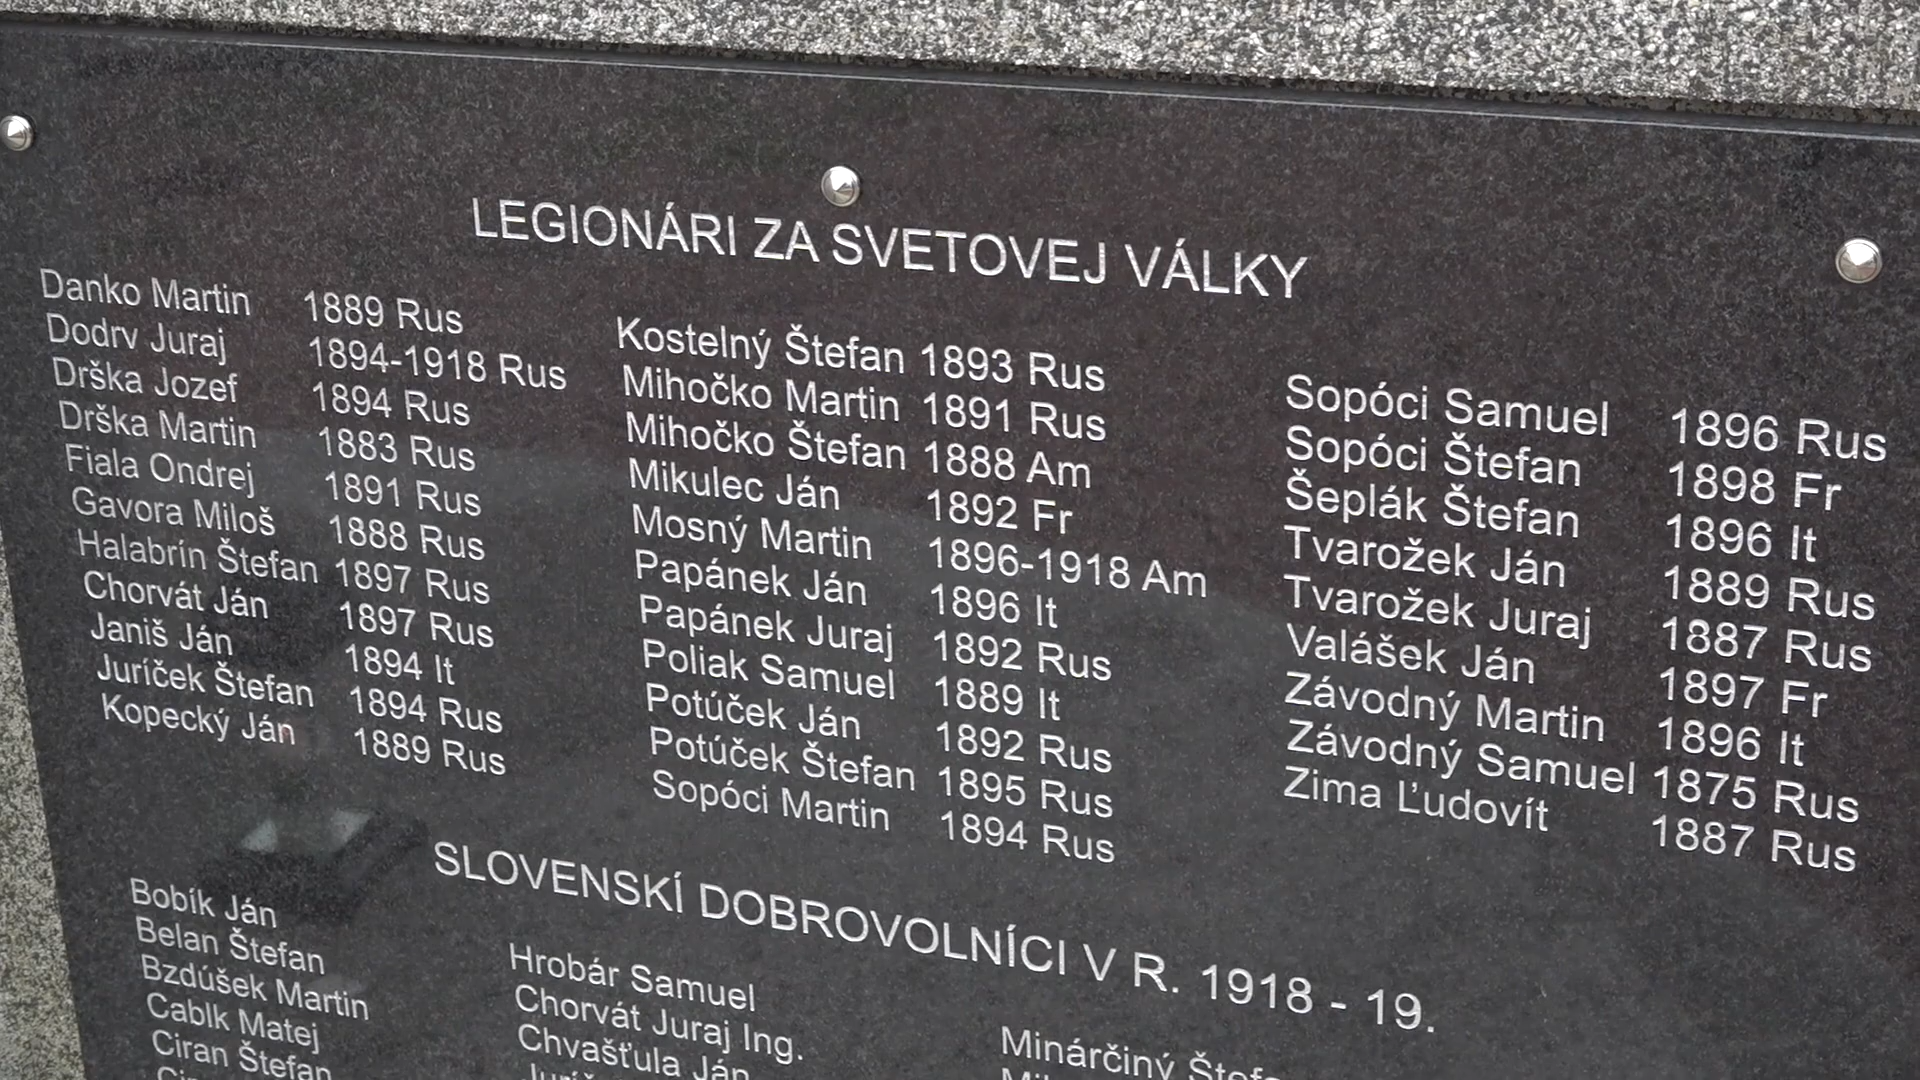 LEGIONÁRI ZA SVETOVEJ VÁLKY
Danko Martin 1889 Rus
Dodrv Juraj 1894-1918 Rus
Drška Jozef 1894 Rus
Drška Martin 1883 Rus
Fiala Ondrej 1891 Rus
Gavora Miloš 1888 Rus
Halabrín Štefan 1897 Rus
Chorvát Ján 1897 Rus
Janiš Ján 1894 It
Juríček Štefan 1894 Rus
Kopecký Ján 1889 Rus
Kostelný Štefan 1893 Rus
Mihočko Martin 1891 Rus
Mihočko Štefan 1888 Am
Mikulec Ján 1892 Fr
Mosný Martin 1896-1918 Am
Papánek Ján 1896 It
Papánek Juraj 1892 Rus
Poliak Samuel 1889 It
Potúček Ján 1892 Rus
Potúček Štefan 1895 Rus
Sopóci Martin 1894 Rus
Sopóci Samuel 1896 Rus
Sopóci Štefan 1898 Fr
Šeplák Štefan 1896 It
Tvarožek Ján 1889 Rus
Tvarožek Juraj 1887 Rus
Valášek Ján 1897 Fr
Závodný Martin 1896 It
Závodný Samuel 1875 Rus
Zima Ľudovít 1887 Rus
SLOVENSKÍ DOBROVOLNÍCI V R. 1918 - 19.
Bobík Ján
Belan Štefan
Bzdúšek Martin
Cablk Matej
Ciran Štefan
Hrobár Samuel
Chorvát Juraj Ing.
Chvašťula Ján
Minárčiný